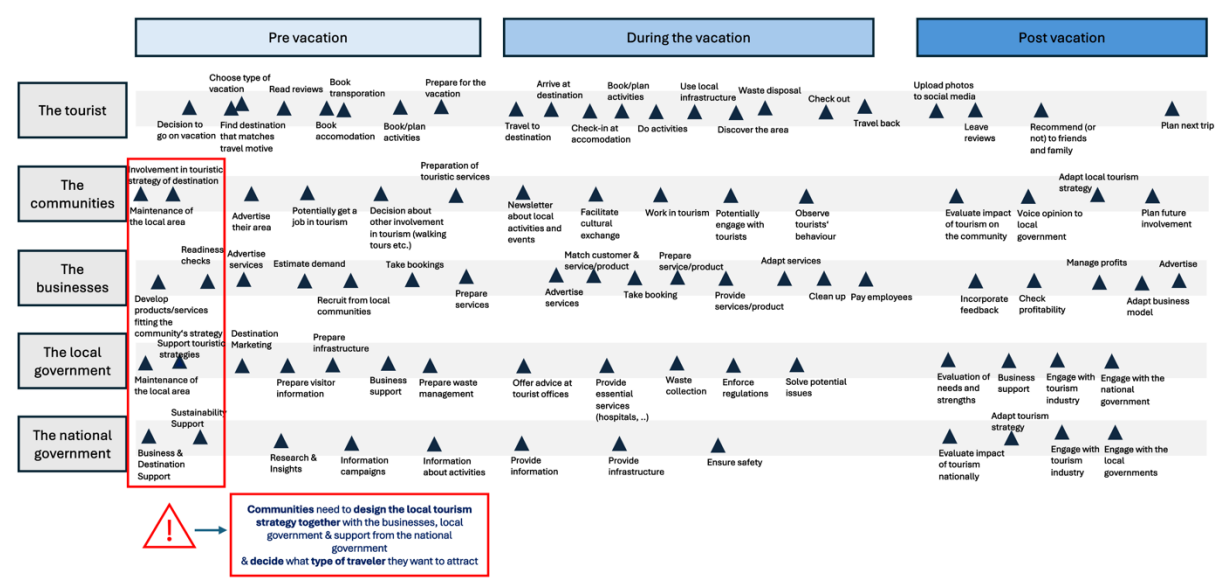 Pre vacation
During the vacation
Post vacation
The tourist
Choose type of
vacation
Read reviews
Book
transporation
Prepare for the
vacation
Decision to
go on vacation
Find destination
that matches
travel motive
Book
accomodation
Book/plan
activities
Arrive at
destination
Book/plan
activities
Use local
infrastructure
Waste disposal
Check out
Travel to
destination
Check-in at
accomodation
Do activities
Discover the area
Travel back
Upload photos
to social media
Leave
reviews
Recommend (or
not) to friends
and family
Plan next trip
The
communities
Involvement in touristic
strategy of destination
Preparation of
touristic services
Maintenance of
the local area
Advertise
their area
Potentially get a
job in tourism
Decision about
other involvement
in tourism (walking
tours etc.)
Newsletter
about local
activities and
events
Facilitate
cultural
exchange
Work in tourism
Potentially
engage with
tourists
Observe
tourists'
behaviour
Adapt local tourism
strategy
Evaluate impact
of tourism on
the community
Voice opinion to
local
government
Plan future
involvement
The
businesses
Readiness
checks
Advertise
services
Estimate demand
Take bookings
Develop
products/services
fitting the
community's strategy
Recruit from local
communities
Prepare
services
Match customer &
service/product
Prepare
service/product
Adapt services
Advertise
services
Take booking
Provide
services/product
Clean up
Pay employees
Manage profits
Advertise
Incorporate
feedback
Check
profitability
Adapt business
model
The local
government
Support touristic
strategies
Destination
Marketing
Prepare
infrastructure
Maintenance of
the local area
Prepare visitor
information
Business
support
Prepare waste
management
Offer advice at
tourist offices
Provide
essential
services
(hospitals, ..)
Waste
collection
Enforce
regulations
Solve potential
issues
Evaluation of
needs and
strengths
Business
support
Engage with
tourism
industry
Engage with the
national
government
The national
government
Sustainability
Support
Business &
Destination
Support
Research &
Insights
Information
campaigns
Information
about activities
Provide
information
Provide
infrastructure
Ensure safety
Adapt tourism
strategy
Evaluate impact
of tourism
nationally
Engage with
tourism
industry
Engage with the
local
governments
!
Communities need to design the local tourism
strategy together with the businesses, local
government & support from the national
government
& decide what type of traveler they want to attract